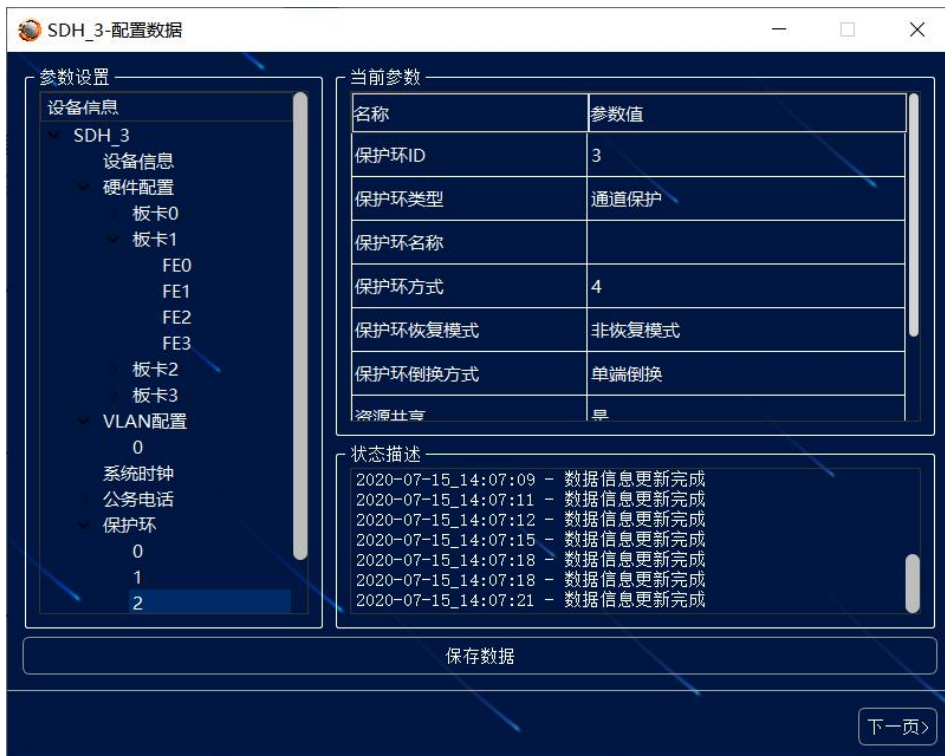 SDH_3-配置数据
参数设置
设备信息
SDH_3
设备信息
硬件配置
板卡0
板卡1
FE0
FE1
FE2
FE3
板卡2
板卡3
VLAN配置
0
系统时钟
公务电话
保护环
0
1
2
当前参数
名称 参数值
保护环ID 3
保护环类型 通道保护
保护环名称
保护环方式 4
保护环恢复模式 非恢复模式
保护环倒换方式 单端倒换
资源共享 是
状态描述
2020-07-15_14:07:09 - 数据信息更新完成
2020-07-15_14:07:11 - 数据信息更新完成
2020-07-15_14:07:12 - 数据信息更新完成
2020-07-15_14:07:15 - 数据信息更新完成
2020-07-15_14:07:18 - 数据信息更新完成
2020-07-15_14:07:18 - 数据信息更新完成
2020-07-15_14:07:21 - 数据信息更新完成
保存数据
下一页>